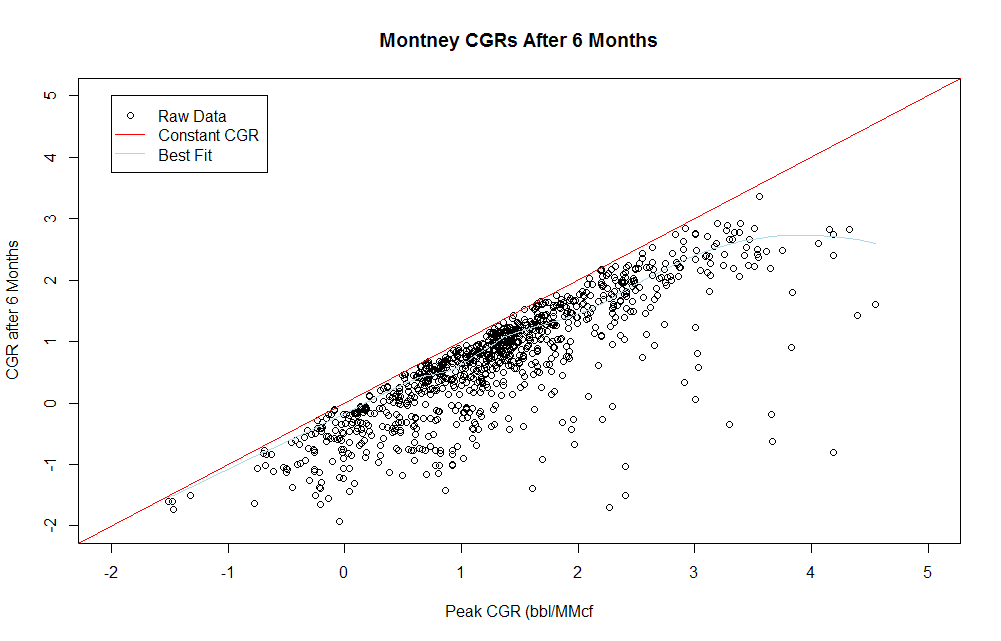 Montney CGRs After 6 Months
Raw Data
Constant CGR
Best Fit
CGR after 6 Months
5
4
3
2
1
0
-1
-2
-2 -1 0 1 2 3 4 5
Peak CGR (bbl/MMcf